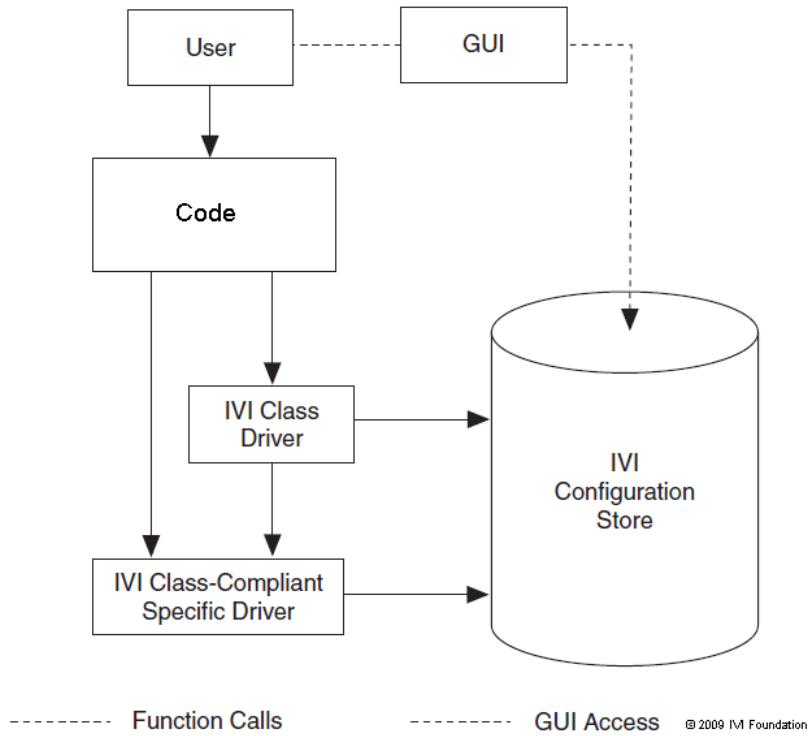 User
GUI
Code
IVI Class
Driver
IVI
Configuration
Store
IVI Class-Compliant
Specific Driver
Function Calls
GUI Access
© 2009 IVI Foundation